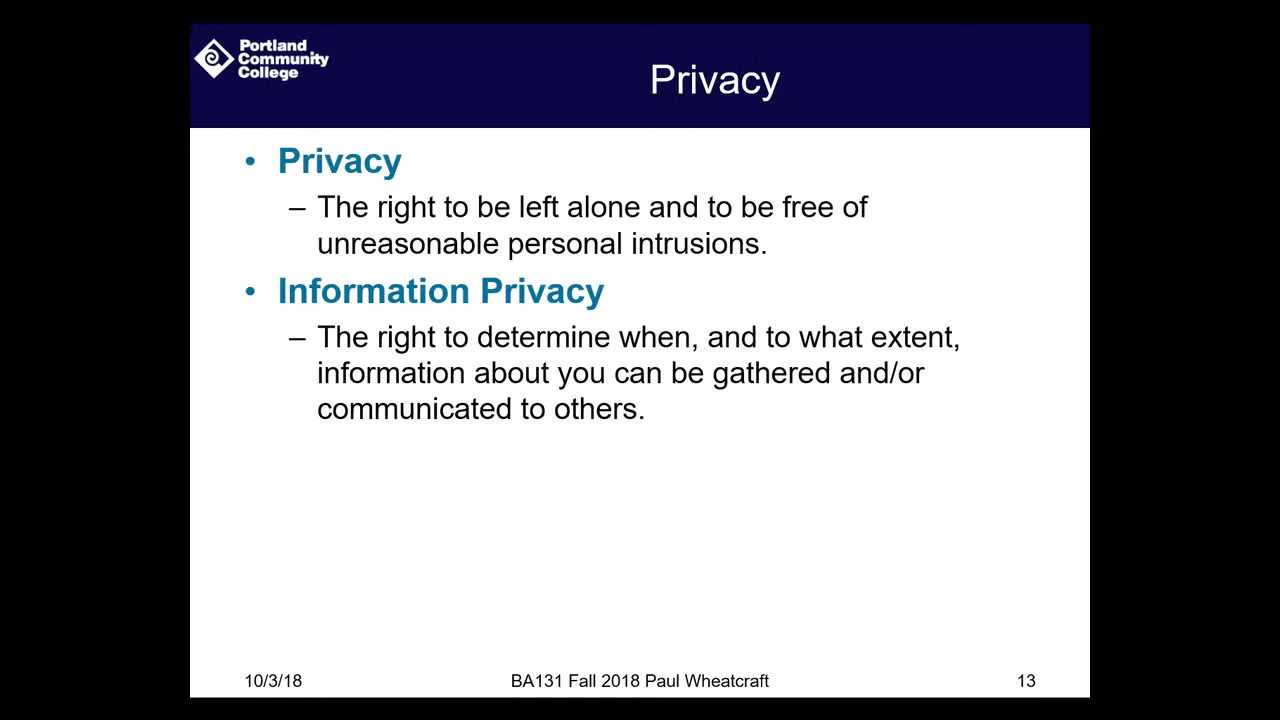 Portland
Community
College
Privacy
• Privacy
– The right to be left alone and to be free of
unreasonable personal intrusions.
• Information Privacy
– The right to determine when, and to what extent,
information about you can be gathered and/or
communicated to others.
10/3/18 BA131 Fall 2018 Paul Wheatcraft 13